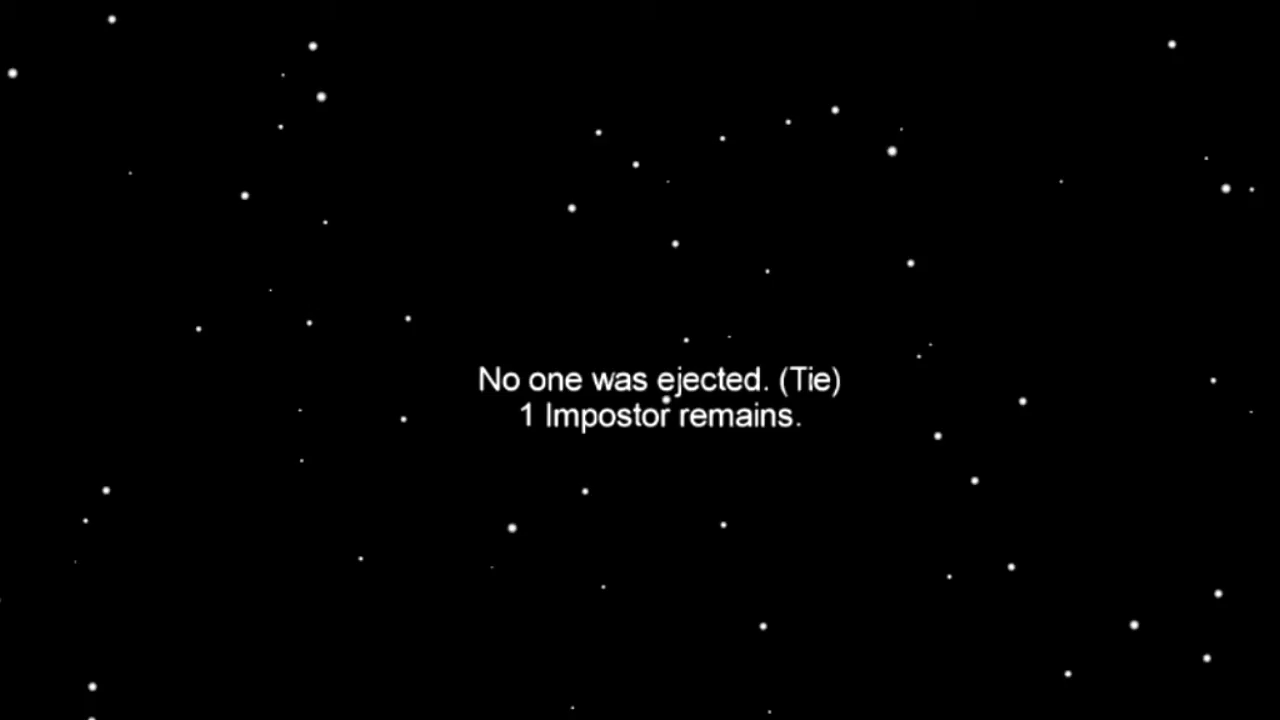 No one was ejected. (Tie)
1 Impostor remains.